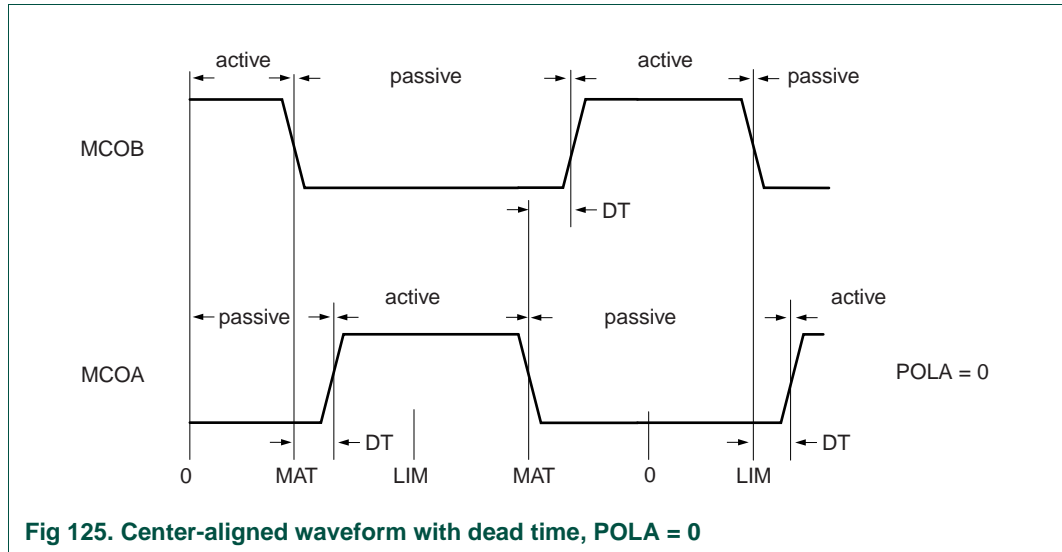 active
active
passive
passive
MCOB
DT
active
active
passive
passive
MCOA
POLA = 0
DT
DT
0
MAT
LIM
MAT
0
LIM
Fig 125. Center-aligned waveform with dead time, POLA = 0